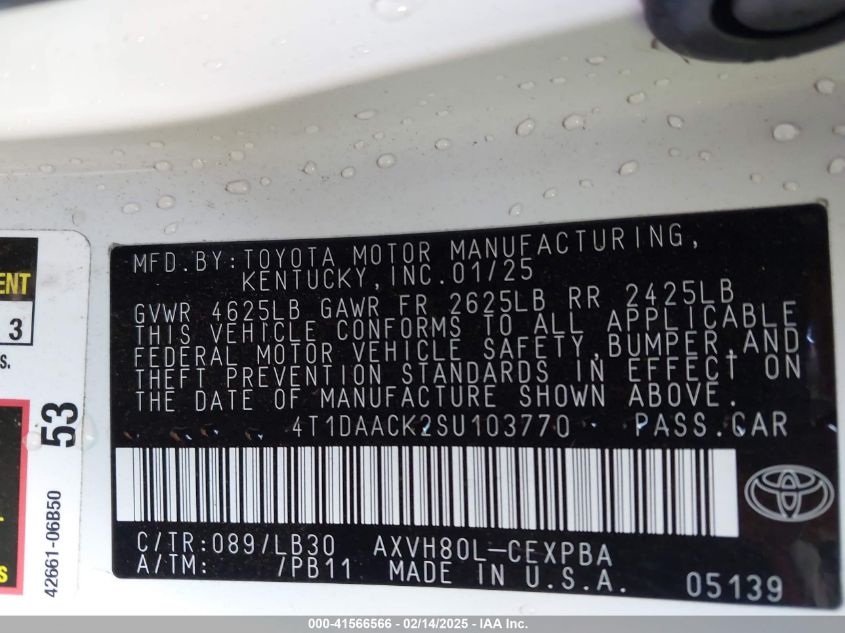 MFD.BY:TOYOTA MOTOR MANUFACTURING,
KENTUCKY,INC.01/25
GVWR 4625LB GAWR FR 2625LB RR 2425LB
THIS VEHICLE CONFORMS TO ALL APPLICABLE
FEDERAL MOTOR VEHICLE SAFETY,BUMPER,AND
THEFT PREVENTION STANDARDS IN EFFECT ON
THE DATE OF MANUFACTURE SHOWN ABOVE.
4T1DAACK2SU103770 PASS.CAR
C/TR:089/LB30 AXVH80L-CEXPBA
A/TM: /PB11 MADE IN U.S.A. 05139
ENT
3
S.
53
42661-06B50
000-41566566 — 02/14/2025 — IAA Inc.